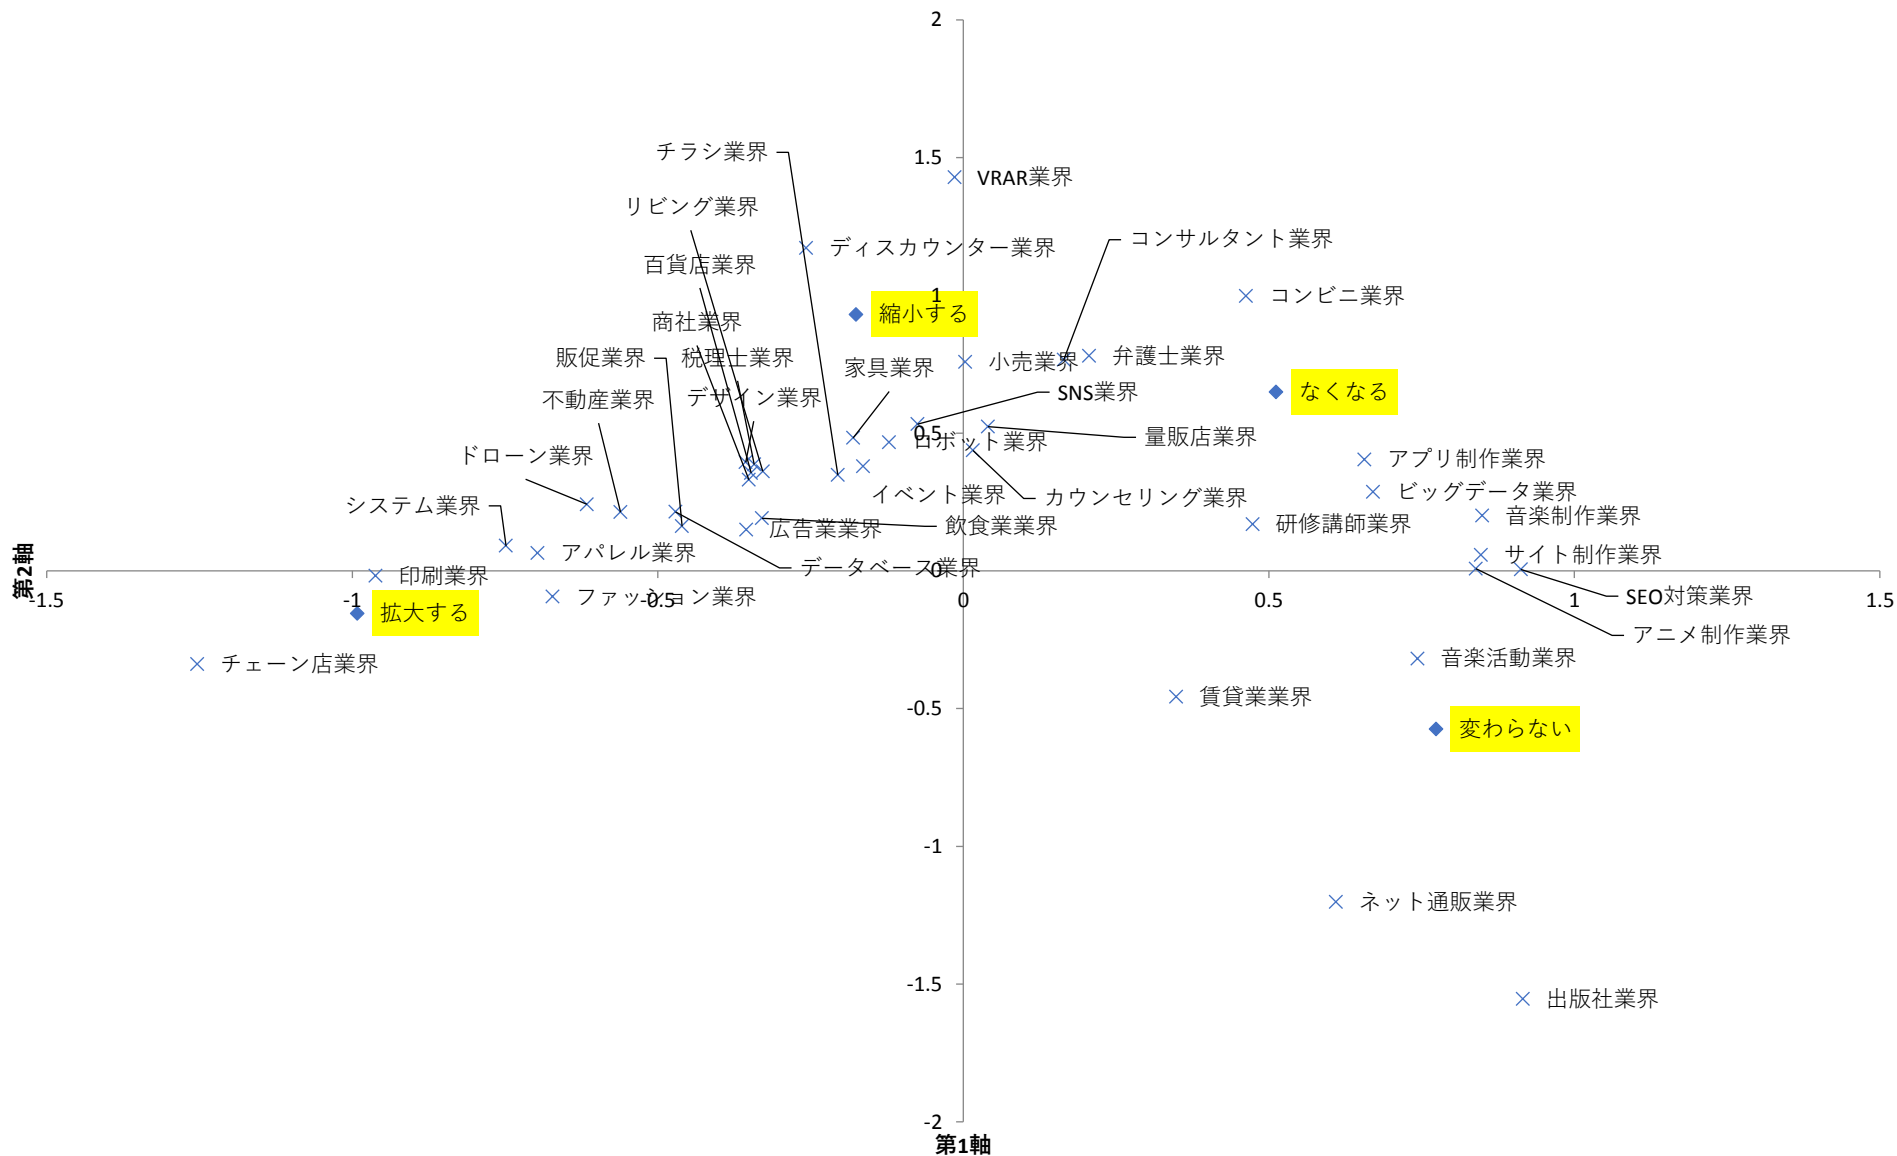 2
チラシ業界
1.5
VRAR業界
リビング業界
コンサルタント業界
ディスカウンター業界
百貨店業界
1
コンビニ業界
縮小する
商社業界
販促業界
税理士業界
小売業界
弁護士業界
家具業界
SNS業界
なくなる
デザイン業界
不動産業界
0.5
ロボット業界
量販店業界
ドローン業界
アプリ制作業界
イベント業界
カウンセリング業界
ビッグデータ業界
システム業界
広告業業界
飲食業業界
研修講師業界
音楽制作業界
アパレル業界
サイト制作業界
第2軸
印刷業界
データベース業界
0
-1.5
-1
-0.5
0
0.5
1
1.5
ファッション業界
SEO対策業界
拡大する
アニメ制作業界
チェーン店業界
音楽活動業界
賃貸業業界
-0.5
変わらない
-1
ネット通販業界
-1.5
出版社業界
-2
第1軸